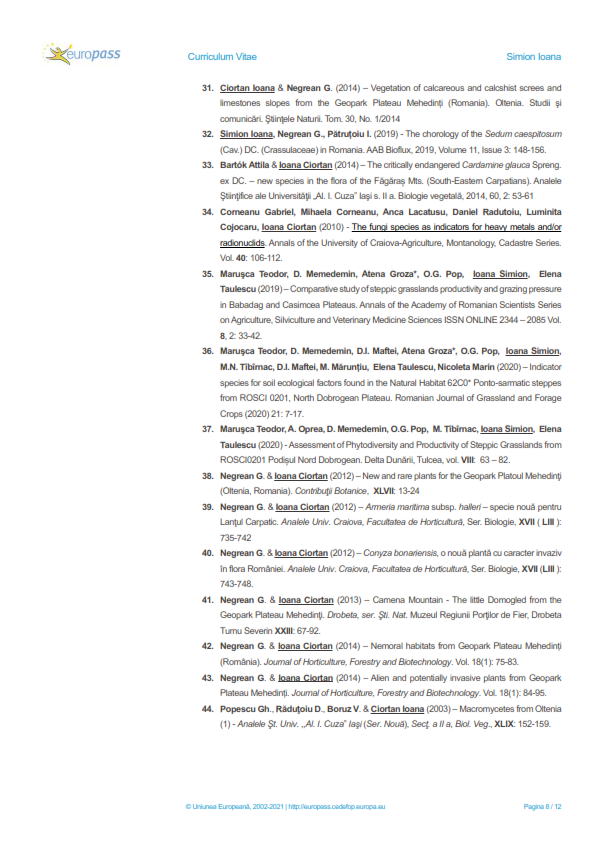 europass
Curriculum Vitae Simion Ioana
31. Ciortan Ioana & Negrean G. (2014) – Vegetation of calcareous and calcshist screes and
limestones slopes from the Geopark Plateau Mehedinți (Romania). Oltenia. Studii şi
comunicări. Ştiinţele Naturii. Tom. 30, No. 1/2014
32. Simion Ioana, Negrean G., Pătruțoiu I. (2019) - The chorology of the Sedum caespitosum
(Cav.) DC. (Crassulaceae) in Romania. AAB Bioflux, 2019, Volume 11, Issue 3: 148-156.
33. Bartók Attila & Ioana Ciortan (2014) – The critically endangered Cardamine glauca Spreng.
ex DC. – new species in the flora of the Făgăraș Mts. (South-Eastern Carpatians). Analele
Ştiinţifice ale Universităţii „Al. I. Cuza” Iaşi s. II a. Biologie vegetală, 2014, 60, 2: 53-61
34. Corneanu Gabriel, Mihaela Corneanu, Anca Lacatusu, Daniel Radutoiu, Luminita
Cojocaru, Ioana Ciortan (2010) - The fungi species as indicators for heavy metals and/or
radionuclids. Annals of the University of Craiova-Agriculture, Montanology, Cadastre Series.
Vol. 40: 106-112.
35. Maruşca Teodor, D. Memedemin, Atena Groza*, O.G. Pop, Ioana Simion, Elena
Taulescu (2019) – Comparative study of steppic grasslands productivity and grazing pressure
in Babadag and Casimcea Plateaus. Annals of the Academy of Romanian Scientists Series
on Agriculture, Silviculture and Veterinary Medicine Sciences ISSN ONLINE 2344 – 2085 Vol.
8, 2: 33-42.
36. Maruşca Teodor, D. Memedemin, D.I. Maftei, Atena Groza*, O.G. Pop, Ioana Simion,
M.N. Tîbîrnac, D.I. Maftei, M. Mărunțiu, Elena Taulescu, Nicoleta Marin (2020) – Indicator
species for soil ecological factors found in the Natural Habitat 62C0* Ponto-sarmatic steppes
from ROSCI 0201, North Dobrogean Plateau. Romanian Journal of Grassland and Forage
Crops (2020) 21: 7-17.
37. Maruşca Teodor, A. Oprea, D. Memedemin, O.G. Pop, M. Tîbîrnac, Ioana Simion, Elena
Taulescu (2020) - Assessment of Phytodiversity and Productivity of Steppic Grasslands from
ROSCI0201 Podișul Nord Dobrogean. Delta Dunării, Tulcea, vol. VIII: 63 – 82.
38. Negrean G. & Ioana Ciortan (2012) – New and rare plants for the Geopark Platoul Mehedinţi
(Oltenia, Romania). Contribuţii Botanice, XLVII: 13-24
39. Negrean G. & Ioana Ciortan (2012) – Armeria maritima subsp. halleri – specie nouă pentru
Lanţul Carpatic. Analele Univ. Craiova, Facultatea de Horticultură, Ser. Biologie, XVII ( LIII ):
735-742
40. Negrean G. & Ioana Ciortan (2012) – Conyza bonariensis, o nouă plantă cu caracter invaziv
în flora României. Analele Univ. Craiova, Facultatea de Horticultură, Ser. Biologie, XVII (LIII ):
743-748.
41. Negrean G. & Ioana Ciortan (2013) – Camena Mountain - The little Domogled from the
Geopark Plateau Mehedinţi. Drobeta, ser. Şti. Nat. Muzeul Regiunii Porţilor de Fier, Drobeta
Turnu Severin XXIII: 67-92.
42. Negrean G. & Ioana Ciortan (2014) – Nemoral habitats from Geopark Plateau Mehedinți
(România). Journal of Horticulture, Forestry and Biotechnology. Vol. 18(1): 75-83.
43. Negrean G. & Ioana Ciortan (2014) – Alien and potentially invasive plants from Geopark
Plateau Mehedinți. Journal of Horticulture, Forestry and Biotechnology. Vol. 18(1): 84-95.
44. Popescu Gh., Răduţoiu D., Boruz V. & Ciortan Ioana (2003) – Macromycetes from Oltenia
(1) - Analele Şt. Univ. ,,Al. I. Cuza” Iaşi (Ser. Nouă), Secţ. a II a, Biol. Veg., XLIX: 152-159.
© Uniunea Europeană, 2002-2021 | http://europass.cedefop.europa.eu Pagina 8 / 12